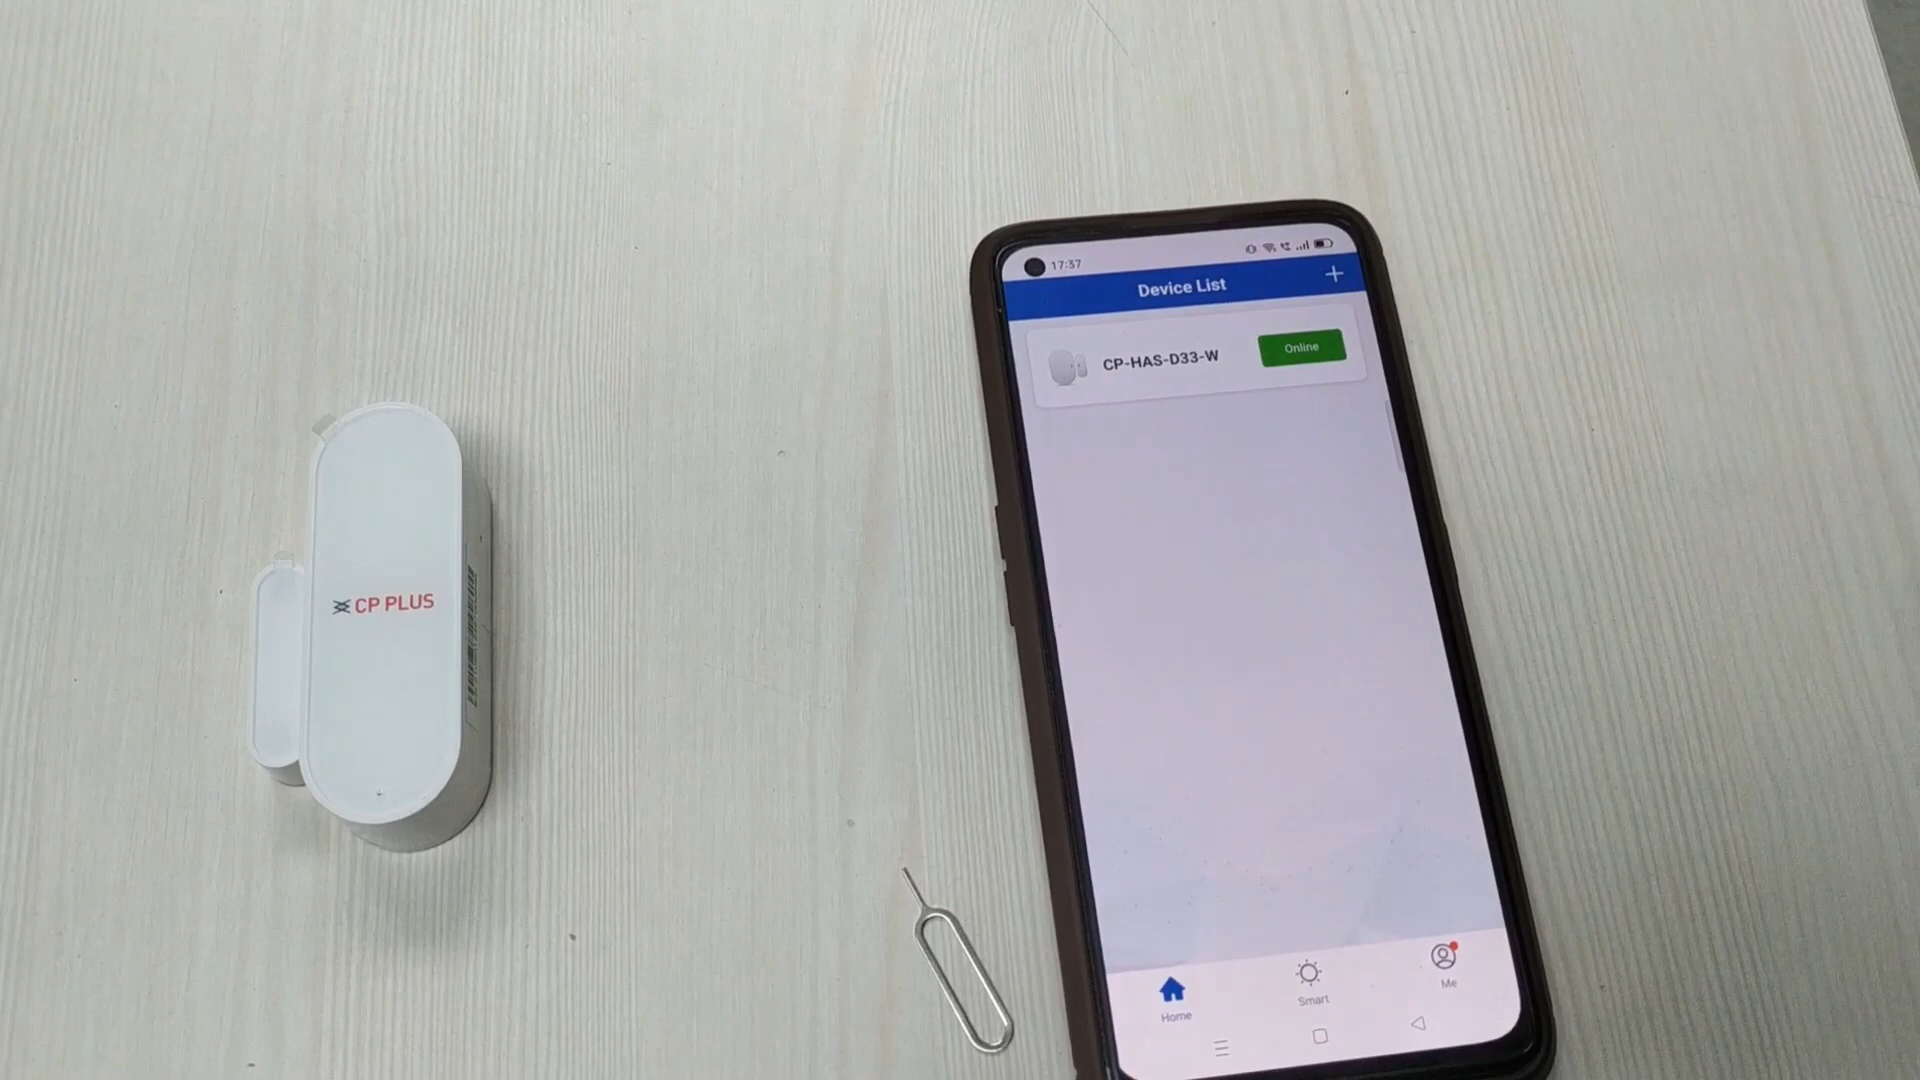 CP PLUS
17:37
Device List
CP-HAS-D33-W
Online
Home
Smart
Me